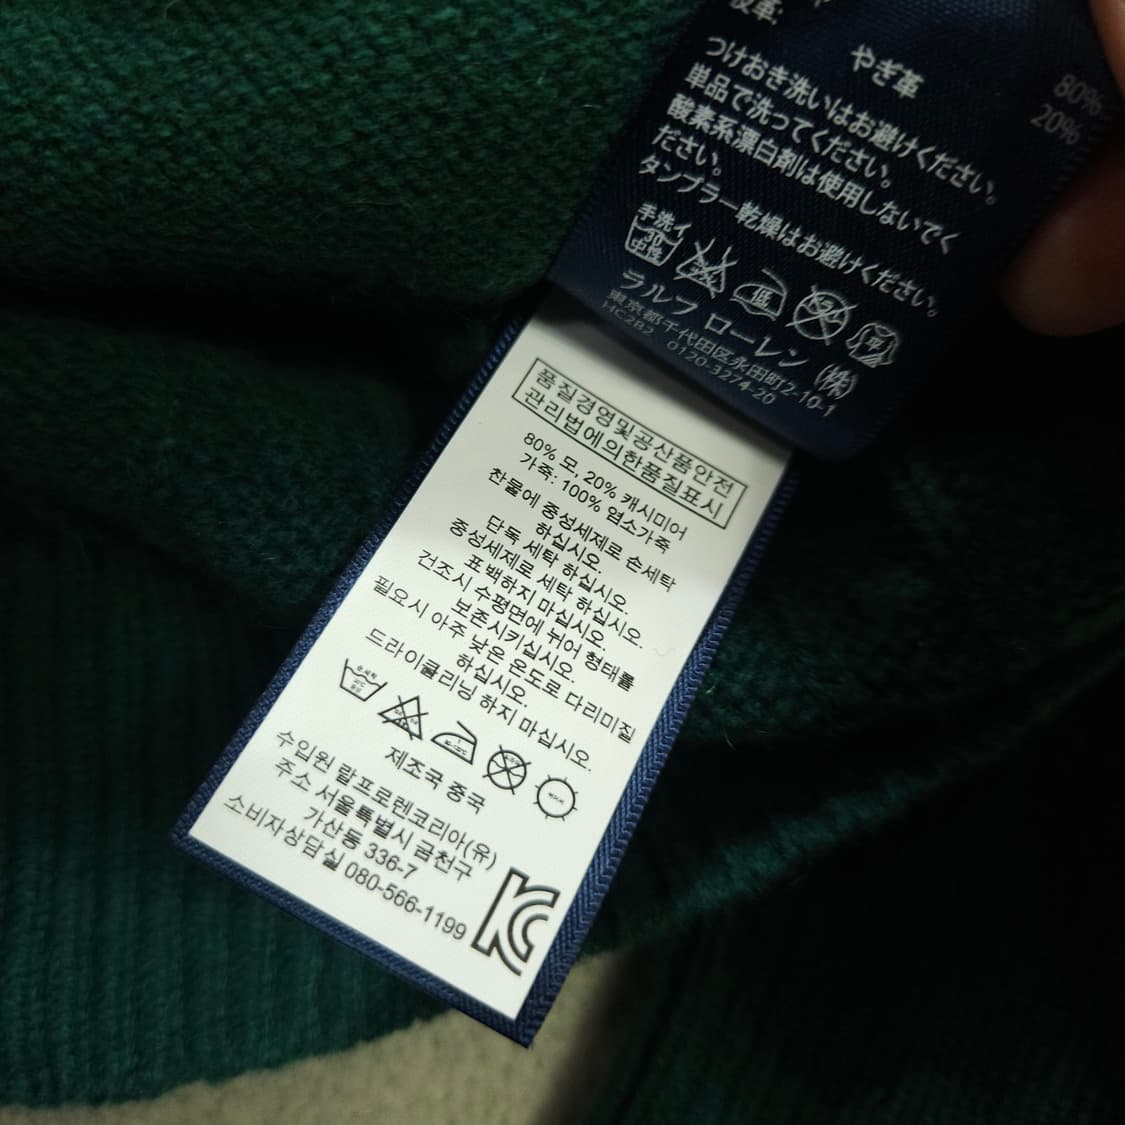 皮革:
やぎ革
80%
20%
つけおき洗いはお避けください。
単品で洗ってください。
酸素系漂白剤は使用しないでく
ださい。
タンブラー乾燥はお避けください。
手洗イ
30
中性
低
平
ラルフ ローレン (株)
東京都千代田区永田町2-10-1
HC2B2 0120-3274-20
품질경영및공산품안전
관리법에의한품질표시
80% 모, 20% 캐시미어
가죽: 100% 염소가죽
찬물에 중성세제로 손세탁
하십시오.
단독 세탁 하십시오.
중성세제로 세탁 하십시오.
표백하지 마십시오.
건조시 수평면에 뉘어 형태를
보존시키십시오.
필요시 아주 낮은 온도로 다리미질
하십시오.
드라이클리닝 하지 마십시오.
손세탁
제조국 중국
수입원 랄프로렌코리아(유)
주소 서울특별시 금천구
가산동 336-7
소비자상담실 080-566-1199
KC